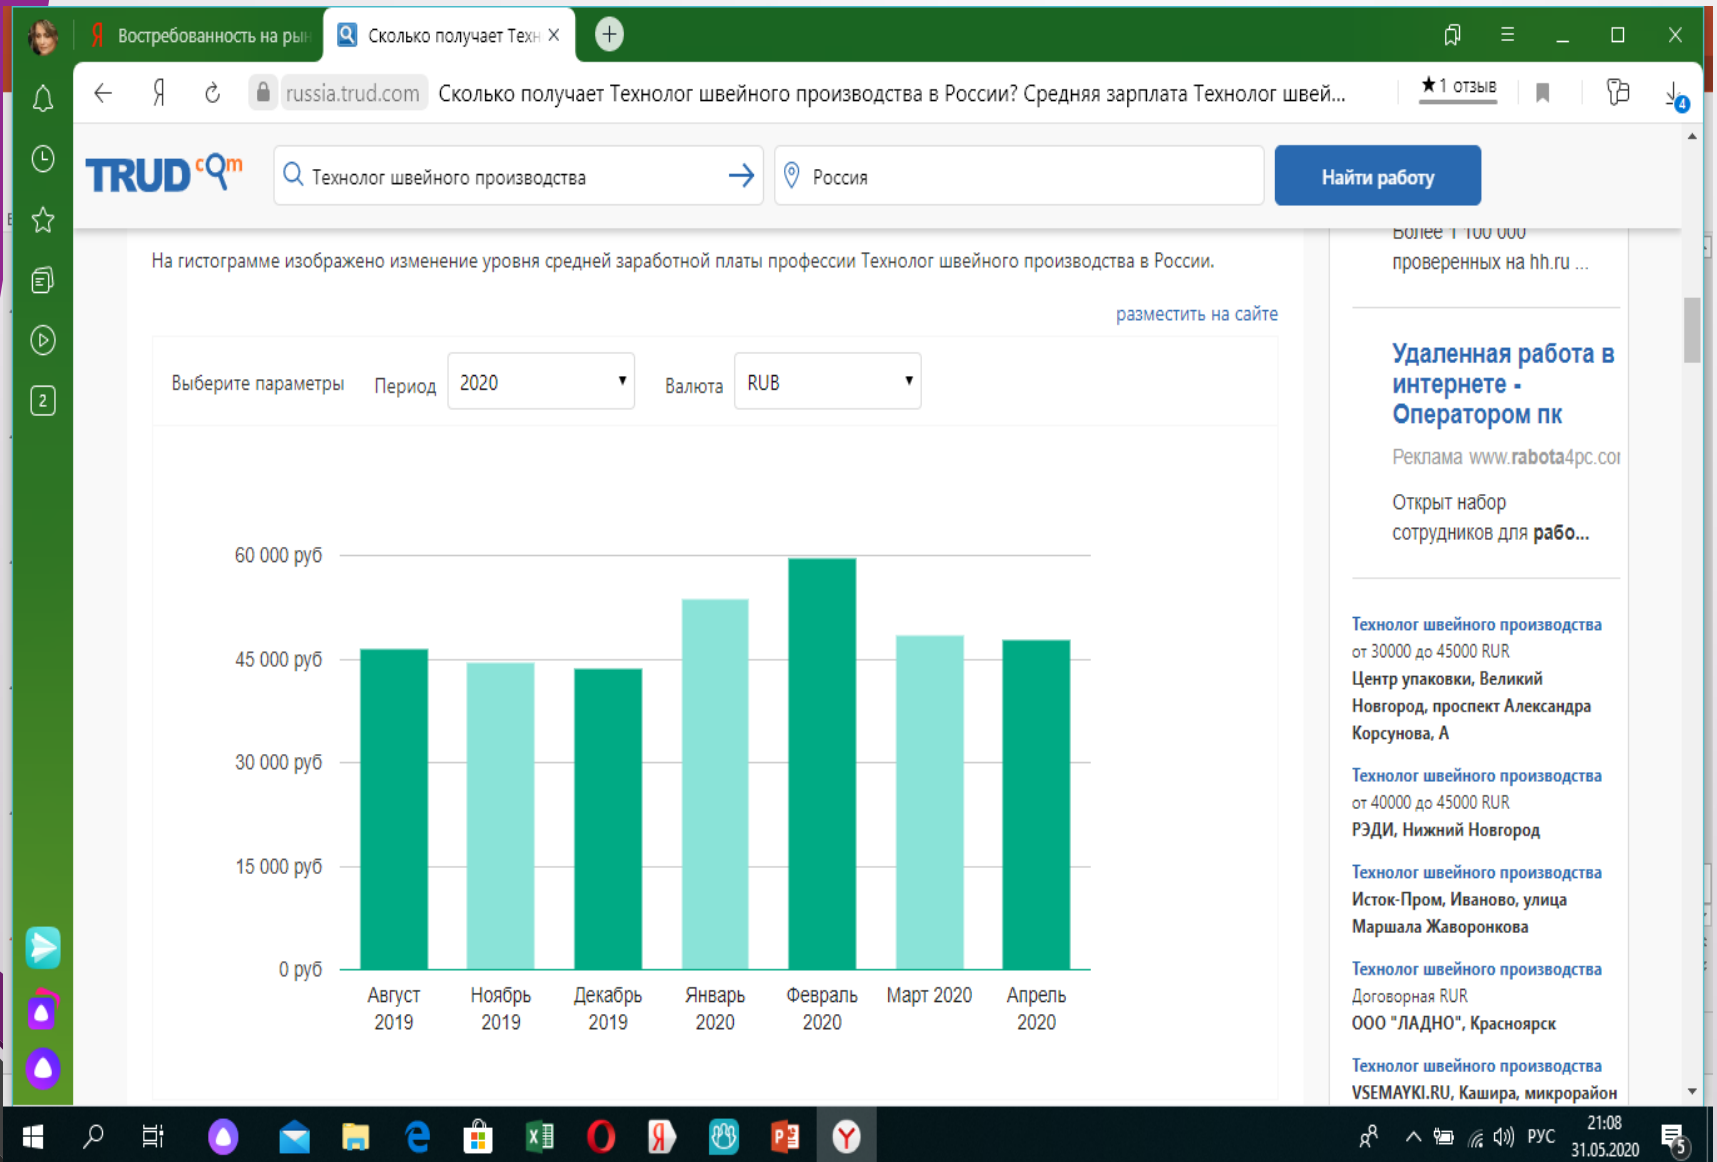 Востребованность на рын
Сколько получает Техн
russia.trud.com Сколько получает Технолог швейного производства в России? Средняя зарплата Технолог швей...
★1 отзыв
4
TRUD com
Технолог швейного производства
Россия
Найти работу
На гистограмме изображено изменение уровня средней заработной платы профессии Технолог швейного производства в России.
разместить на сайте
Выберите параметры Период 2020 Валюта RUB
60 000 руб
45 000 руб
30 000 руб
15 000 руб
0 руб
Август 2019
Ноябрь 2019
Декабрь 2019
Январь 2020
Февраль 2020
Март 2020
Апрель 2020
Более 1 100 000
проверенных на hh.ru ...
Удаленная работа в
интернете -
Оператором пк
Реклама www.rabota4pc.co
Открыт набор
сотрудников для рабо...
Технолог швейного производства
от 30000 до 45000 RUR
Центр упаковки, Великий
Новгород, проспект Александра
Корсунова, А
Технолог швейного производства
от 40000 до 45000 RUR
РЭДИ, Нижний Новгород
Технолог швейного производства
Исток-Пром, Иваново, улица
Маршала Жаворонкова
Технолог швейного производства
Договорная RUR
ООО "ЛАДНО", Красноярск
Технолог швейного производства
VSEMAYKI.RU, Кашира, микрорайон
2
РУС
21:08
31.05.2020
5